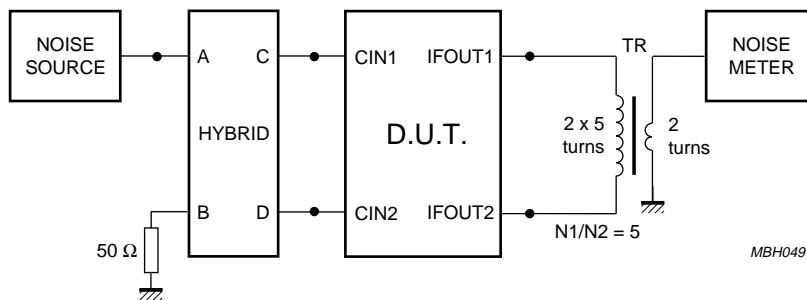 NOISE
SOURCE
A
C
B
D
HYBRID
50 Ω
CIN1
IFOUT1
D.U.T.
CIN2
IFOUT2
TR
2 x 5
turns
2
turns
N1/N2 = 5
NOISE
METER
MBH049